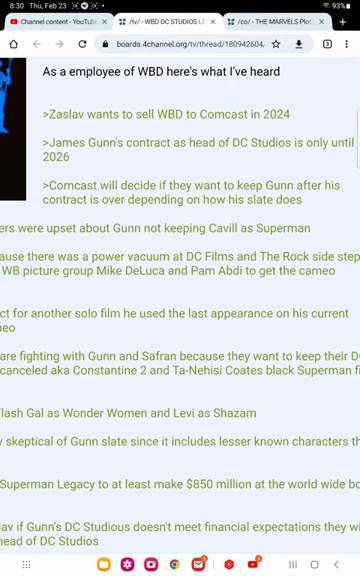 8:30 Thu, Feb 23 93%
Channel content - YouTube
/tv/ - WBD DC STUDIOS LE
/co/ - THE MARVELS Plot L
boards.4channel.org/tv/thread/180942604/
3
As a employee of WBD here's what I've heard
>Zaslav wants to sell WBD to Comcast in 2024
>James Gunn's contract as head of DC Studios is only until
2026
>Comcast will decide if they want to keep Gunn after his
contract is over depending on how his slate does
ers were upset about Gunn not keeping Cavill as Superman
ause there was a power vacuum at DC Films and The Rock side step
WB picture group Mike DeLuca and Pam Abdi to get the cameo
ct for another solo film he used the last appearance on his current
meo
are fighting with Gunn and Safran because they want to keep their D
canceled aka Constantine 2 and Ta-Nehisi Coates black Superman fi
Flash Gal as Wonder Women and Levi as Shazam
y skeptical of Gunn slate since it includes lesser known characters th
Superman Legacy to at least make $850 million at the world wide bo
lav if Gunn's DC Studious doesn't meet financial expectations they wi
head of DC Studios